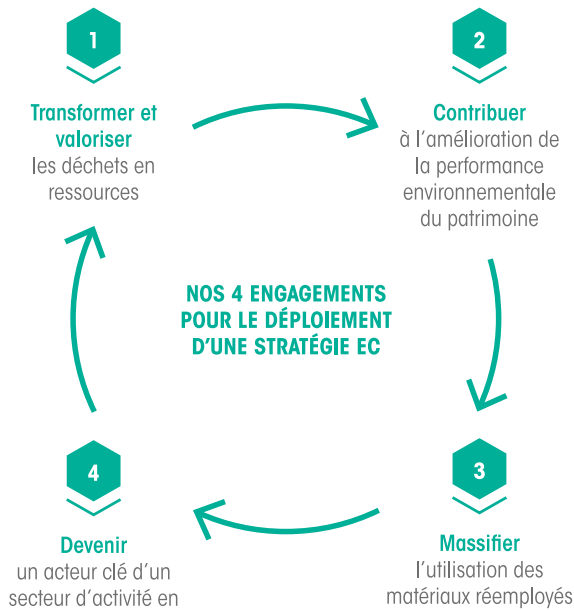 1
Transformer et
valoriser
les déchets en
ressources
2
Contribuer
à l'amélioration de
la performance
environnementale
du patrimoine
NOS 4 ENGAGEMENTS
POUR LE DÉPLOIEMENT
D'UNE STRATÉGIE EC
3
Massifier
l'utilisation des
matériaux réemployés
4
Devenir
un acteur clé d'un
secteur d'activité en